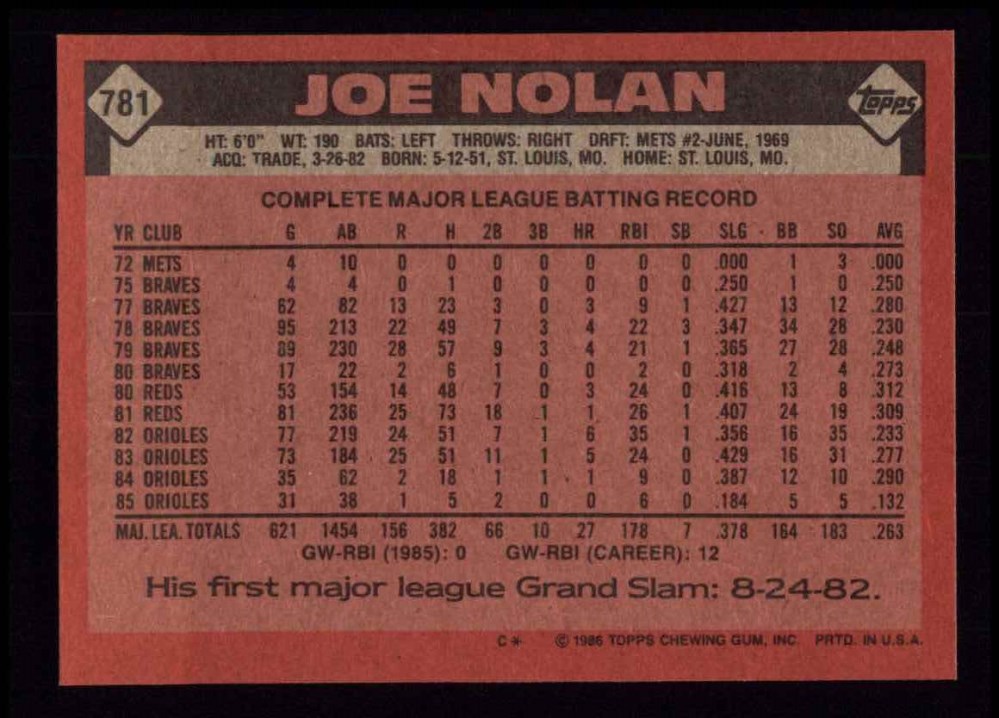 781
JOE NOLAN
Topps
HT: 6'0" WT: 190 BATS: LEFT THROWS: RIGHT DRFT: METS #2-JUNE, 1969
ACQ: TRADE, 3-26-82 BORN: 5-12-51, ST. LOUIS, MO. HOME: ST. LOUIS, MO.
COMPLETE MAJOR LEAGUE BATTING RECORD
YR CLUB G AB R H 2B 3B HR RBI SB SLG BB SO AVG
72 METS 4 10 0 0 0 0 0 0 0 .000 1 3 .000
75 BRAVES 4 4 0 1 0 0 0 0 0 .250 1 0 .250
77 BRAVES 62 82 13 23 3 0 3 9 1 .427 13 12 .280
78 BRAVES 95 213 22 49 7 3 4 22 3 .347 34 28 .230
79 BRAVES 89 230 28 57 9 3 4 21 1 .365 27 28 .248
80 BRAVES 17 22 2 6 1 0 0 2 0 .318 2 4 .273
80 REDS 53 154 14 48 7 0 3 24 0 .416 13 8 .312
81 REDS 81 236 25 73 18 1 1 26 1 .407 24 19 .309
82 ORIOLES 77 219 24 51 7 1 6 35 1 .356 16 35 .233
83 ORIOLES 73 184 25 51 11 1 5 24 0 .429 16 31 .277
84 ORIOLES 35 62 2 18 1 1 1 9 0 .387 12 10 .290
85 ORIOLES 31 38 1 5 2 0 0 6 0 .184 5 5 .132
MAJ. LEA. TOTALS 621 1454 156 382 66 10 27 178 7 .378 164 183 .263
GW-RBI (1985): 0 GW-RBI (CAREER): 12
His first major league Grand Slam: 8-24-82.
C* © 1986 TOPPS CHEWING GUM, INC. PRTD. IN U.S.A.